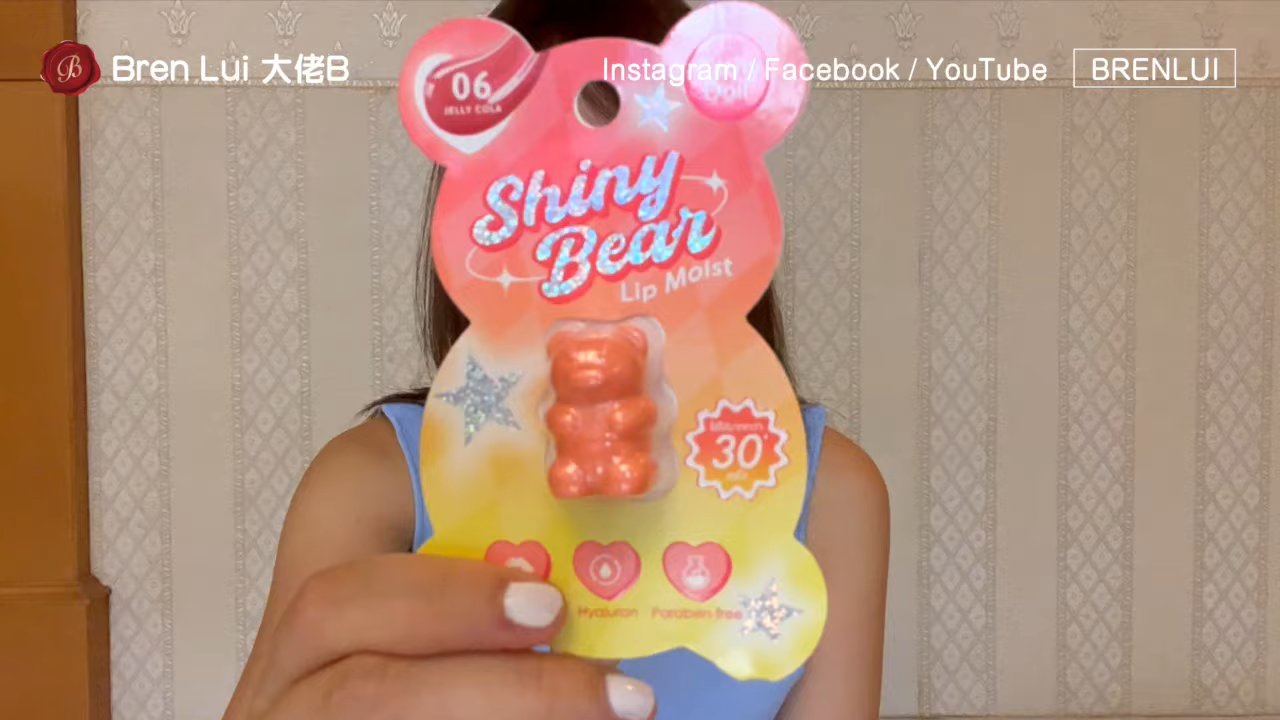 B
Bren Lui 大佬B
Instagram / Facebook / YouTube
BRENLUI
06
JELLY COLA
Doll
Shiny
Bear
Lip Moist
30
Hyaluron
Paraben free